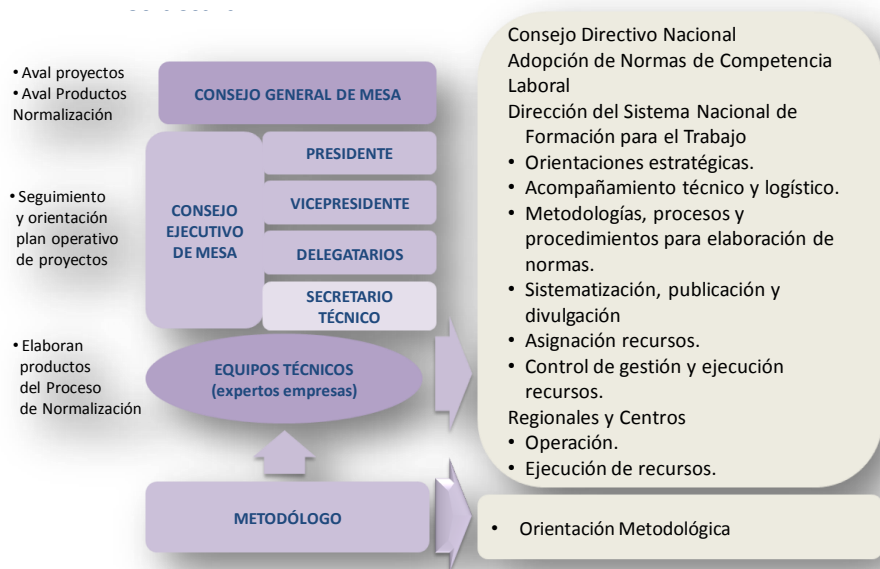 • Aval proyectos
• Aval Productos
Normalización
• Seguimiento
y orientación
plan operativo
de proyectos
• Elaboran
productos
del Proceso
de Normalización
CONSEJO GENERAL DE MESA
CONSEJO
EJECUTIVO
DE MESA
PRESIDENTE
VICEPRESIDENTE
DELEGATARIOS
SECRETARIO
TÉCNICO
EQUIPOS TÉCNICOS
(expertos empresas)
METODÓLOGO
Consejo Directivo Nacional
Adopción de Normas de Competencia
Laboral
Dirección del Sistema Nacional de
Formación para el Trabajo
• Orientaciones estratégicas.
• Acompañamiento técnico y logístico.
• Metodologías, procesos y
procedimientos para elaboración de
normas.
• Sistematización, publicación y
divulgación
• Asignación recursos.
• Control de gestión y ejecución
recursos.
Regionales y Centros
• Operación.
• Ejecución de recursos.
• Orientación Metodológica